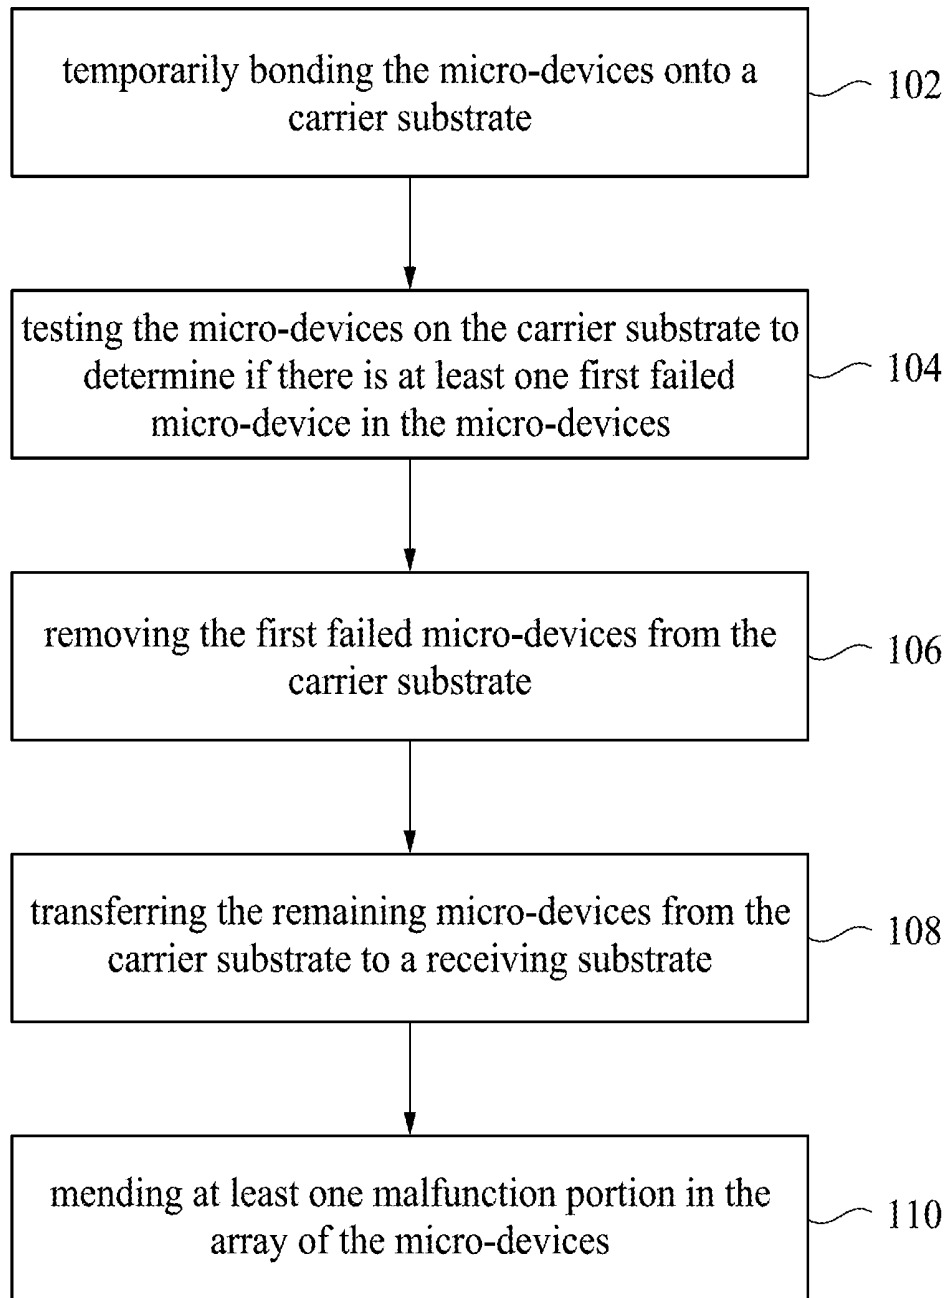 temporarily bonding the micro-devices onto a
carrier substrate
102
testing the micro-devices on the carrier substrate to
determine if there is at least one first failed
micro-device in the micro-devices
104
removing the first failed micro-devices from the
carrier substrate
106
transferring the remaining micro-devices from the
carrier substrate to a receiving substrate
108
mending at least one malfunction portion in the
array of the micro-devices
110